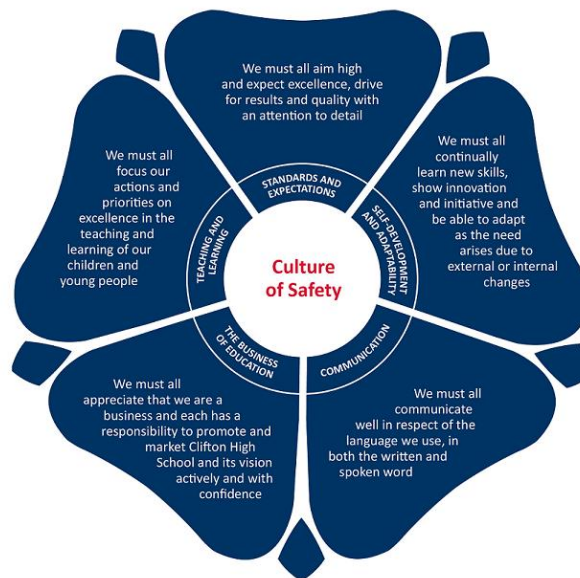 We must all aim high
and expect excellence, drive
for results and quality with
an attention to detail
STANDARDS AND
EXPECTATIONS
We must all
continually
learn new skills,
show innovation
and initiative and
be able to adapt
as the need
arises due to
external or internal
changes
SELF-DEVELOPMENT
AND ADAPTABILITY
We must all
communicate
well in respect of the
language we use, in
both the written and
spoken word
COMMUNICATION
We must all
appreciate that we are a
business and each has a
responsibility to promote and
market Clifton High
School and its vision
actively and with
confidence
THE BUSINESS
OF EDUCATION
We must all
focus our
actions and
priorities on
excellence in the
teaching and
learning of our
children and
young people
TEACHING AND
LEARNING
Culture
of Safety